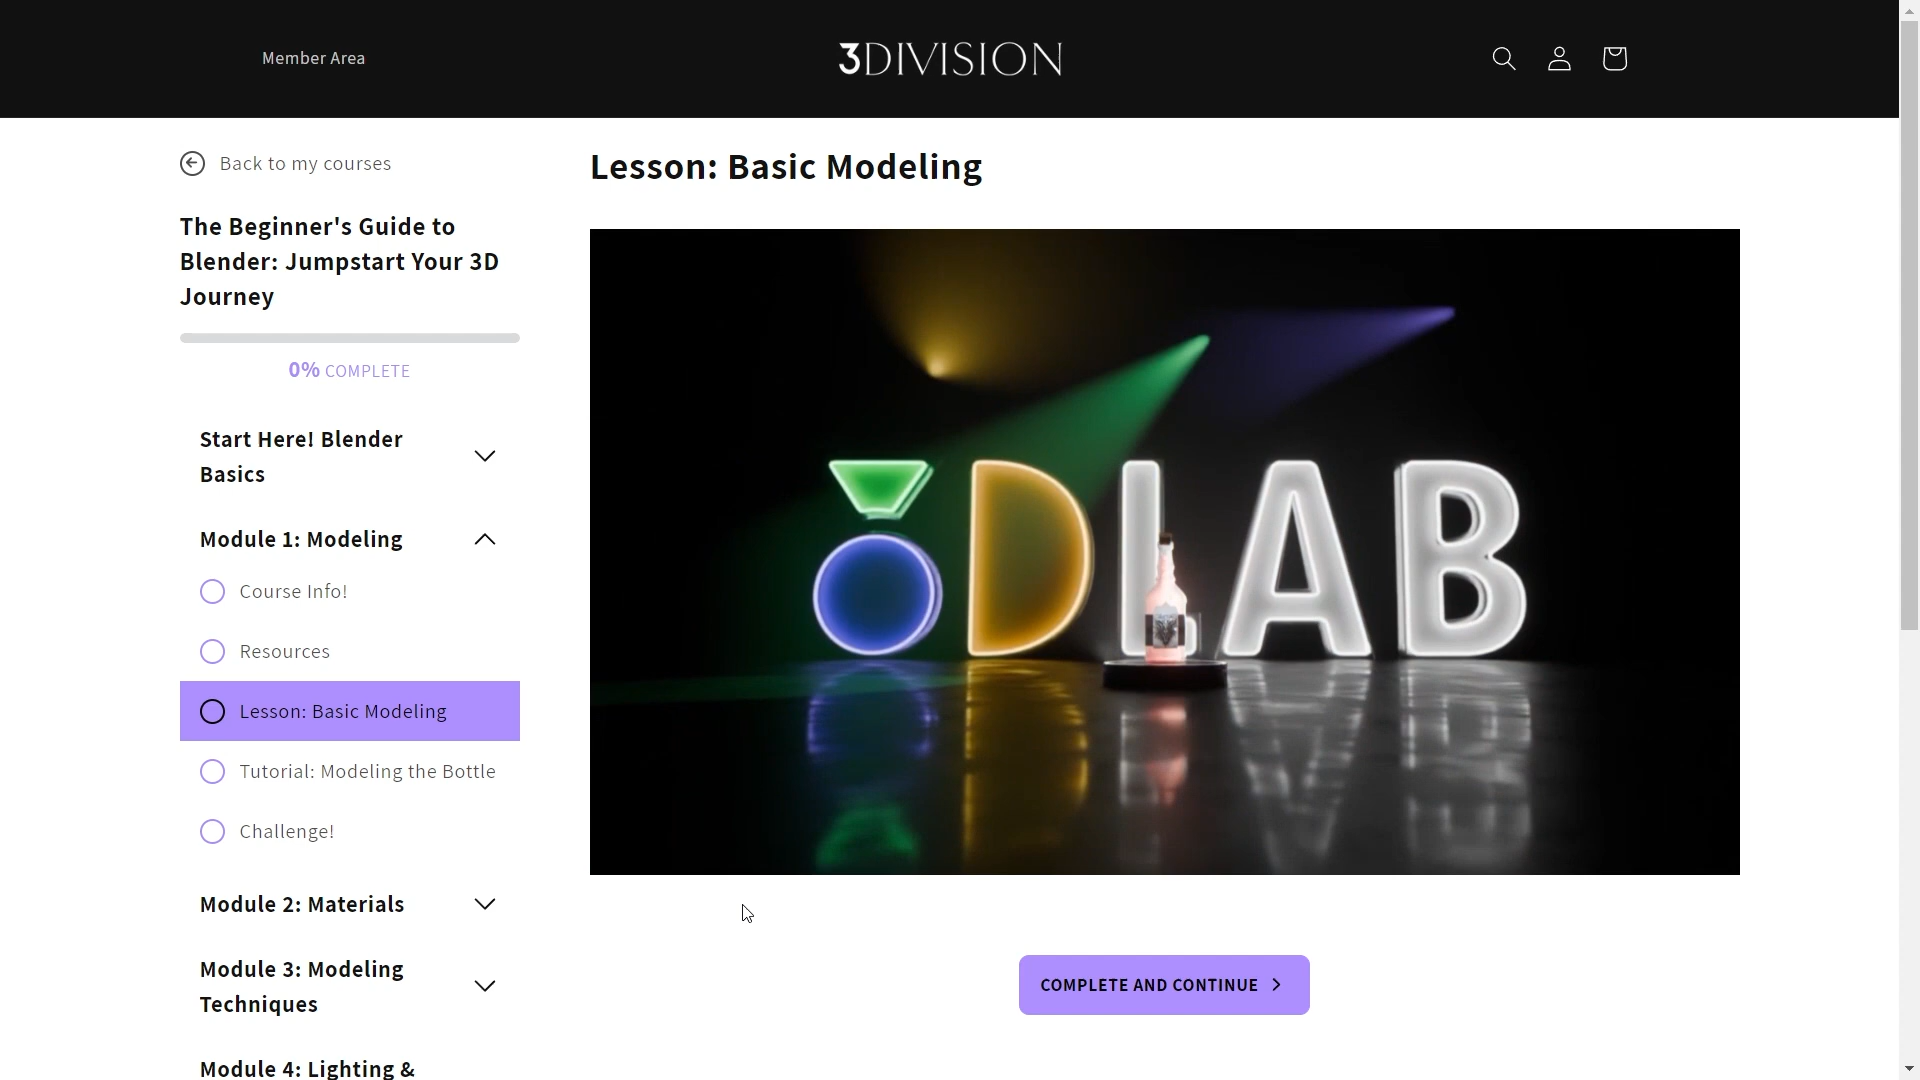 Member Area
3DIVISION
Back to my courses
The Beginner's Guide to
Blender: Jumpstart Your 3D
Journey
0% COMPLETE
Start Here! Blender
Basics
Module 1: Modeling
Course Info!
Resources
Lesson: Basic Modeling
Tutorial: Modeling the Bottle
Challenge!
Module 2: Materials
Module 3: Modeling
Techniques
Module 4: Lighting &
Lesson: Basic Modeling
DLAB
COMPLETE AND CONTINUE